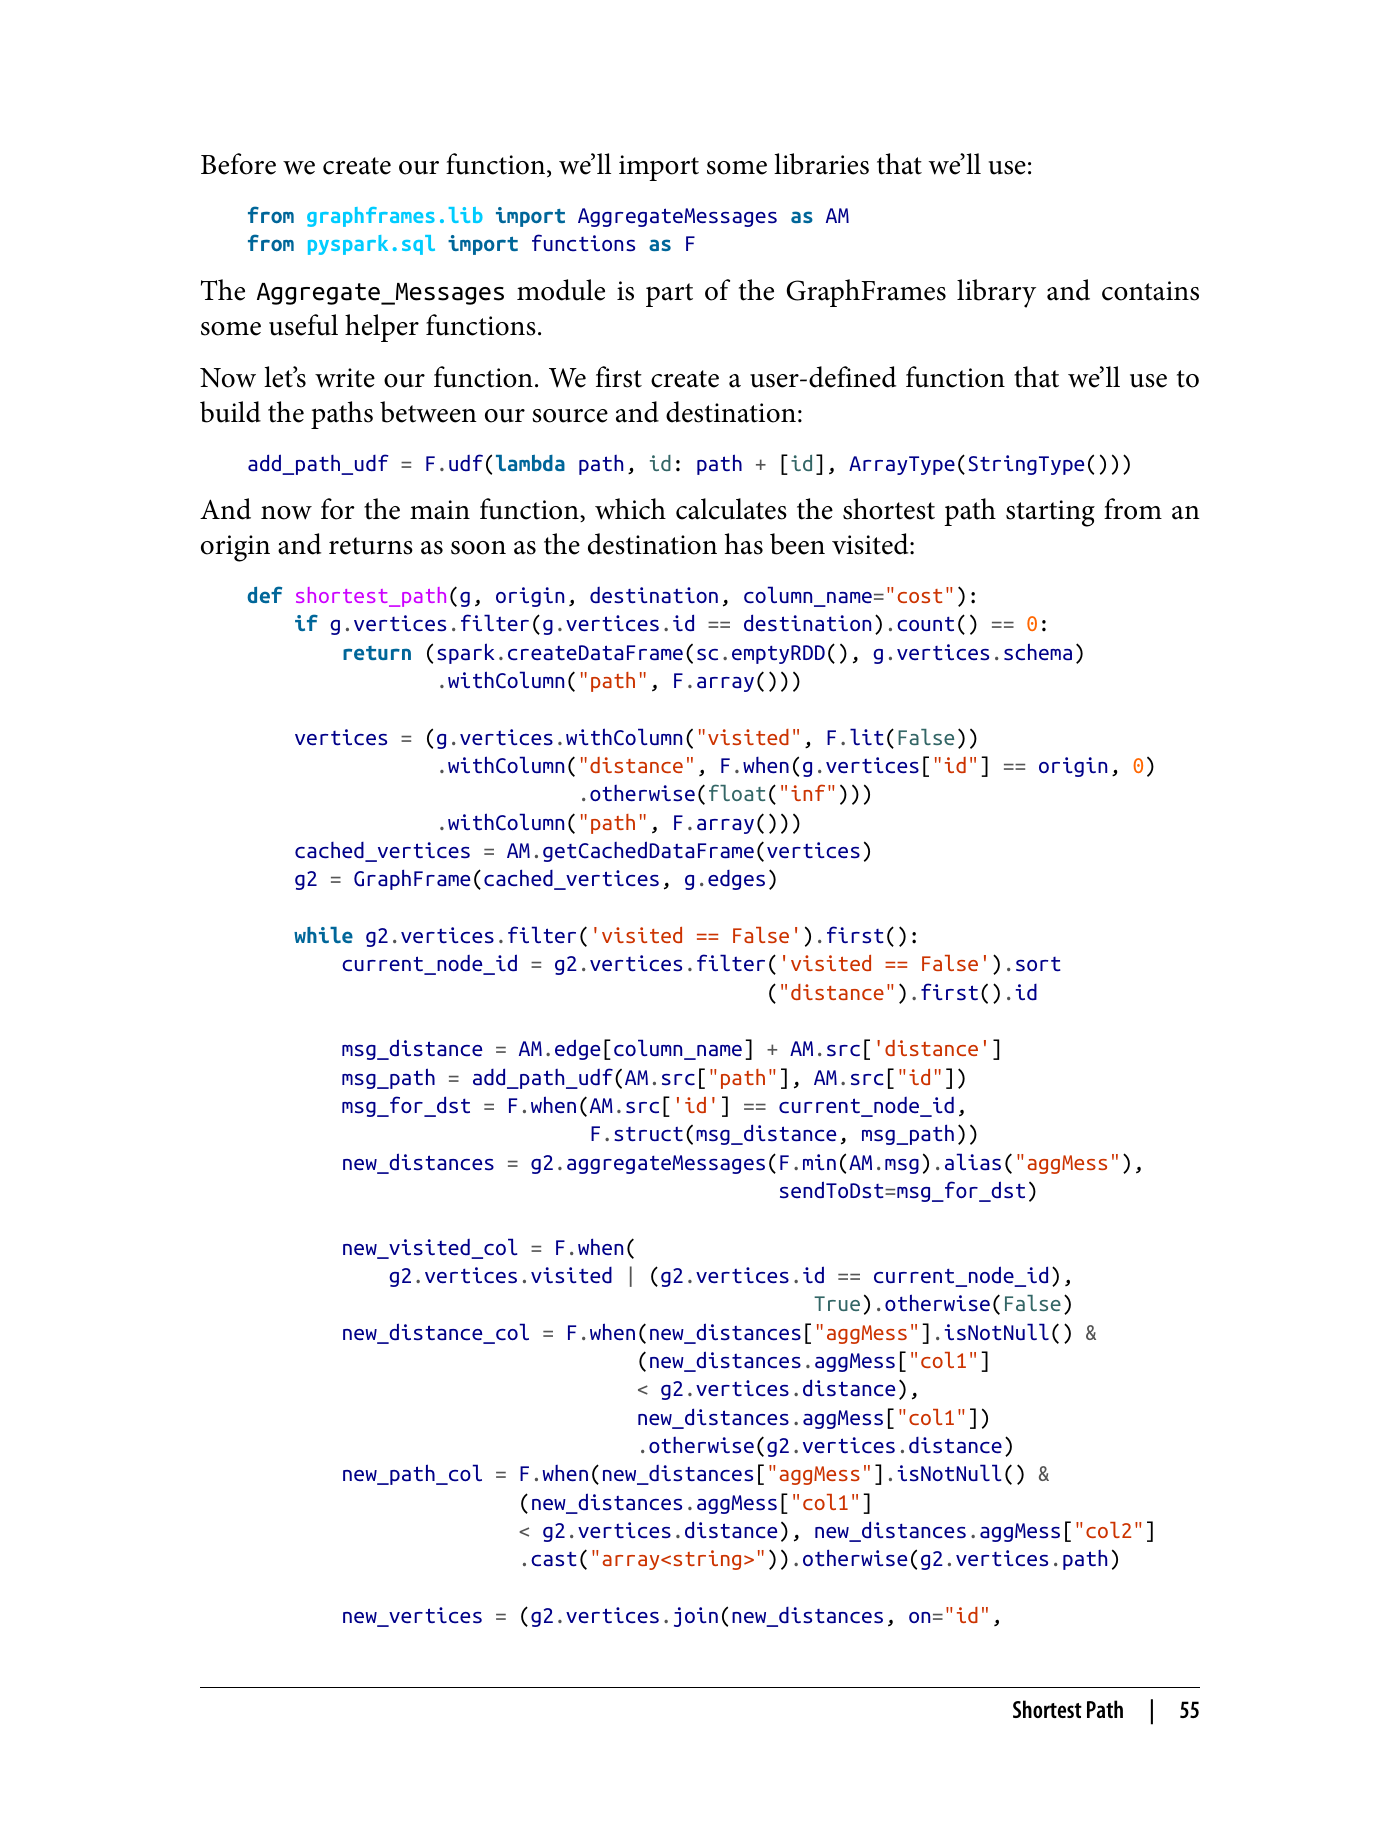 Before we create our function, we’ll import some libraries that we’ll use:
from graphframes.lib import AggregateMessages as AM
from pyspark.sql import functions as F
The Aggregate_Messages module is part of the GraphFrames library and contains
some useful helper functions.
Now let’s write our function. We first create a user-defined function that we’ll use to
build the paths between our source and destination:
add_path_udf = F.udf(lambda path, id: path + [id], ArrayType(StringType()))
And now for the main function, which calculates the shortest path starting from an
origin and returns as soon as the destination has been visited:
def shortest_path(g, origin, destination, column_name="cost"):
    if g.vertices.filter(g.vertices.id == destination).count() == 0:
        return (spark.createDataFrame(sc.emptyRDD(), g.vertices.schema)
                .withColumn("path", F.array()))
    vertices = (g.vertices.withColumn("visited", F.lit(False))
                .withColumn("distance", F.when(g.vertices["id"] == origin, 0)
                            .otherwise(float("inf")))
                .withColumn("path", F.array()))
    cached_vertices = AM.getCachedDataFrame(vertices)
    g2 = GraphFrame(cached_vertices, g.edges)
    while g2.vertices.filter('visited == False').first():
        current_node_id = g2.vertices.filter('visited == False').sort
                                            ("distance").first().id
        msg_distance = AM.edge[column_name] + AM.src['distance']
        msg_path = add_path_udf(AM.src["path"], AM.src["id"])
        msg_for_dst = F.when(AM.src['id'] == current_node_id,
                             F.struct(msg_distance, msg_path))
        new_distances = g2.aggregateMessages(F.min(AM.msg).alias("aggMess"),
                                             sendToDst=msg_for_dst)
        new_visited_col = F.when(
            g2.vertices.visited | (g2.vertices.id == current_node_id),
                                                True).otherwise(False)
        new_distance_col = F.when(new_distances["aggMess"].isNotNull() &
                                 (new_distances.aggMess["col1"]
                                 < g2.vertices.distance),
                                 new_distances.aggMess["col1"])
                                 .otherwise(g2.vertices.distance)
        new_path_col = F.when(new_distances["aggMess"].isNotNull() &
                       (new_distances.aggMess["col1"]
                       < g2.vertices.distance), new_distances.aggMess["col2"]
                       .cast("array<string>")).otherwise(g2.vertices.path)
        new_vertices = (g2.vertices.join(new_distances, on="id",
Shortest Path | 55